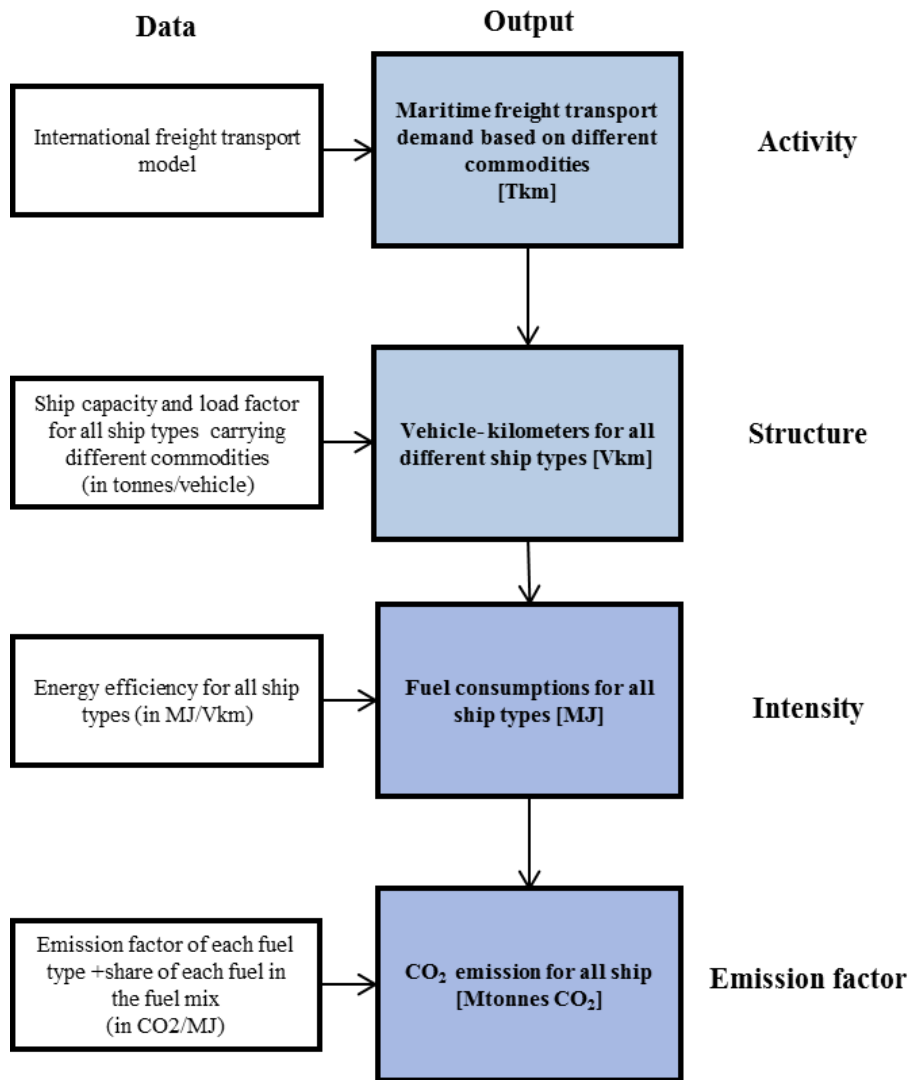 Data
Output
International freight transport
model
Maritime freight transport
demand based on different
commodities
[Tkm]
Activity
Ship capacity and load factor
for all ship types carrying
different commodities
(in tonnes/vehicle)
Vehicle- kilometers for all
different ship types [Vkm]
Structure
Energy efficiency for all ship
types (in MJ/Vkm)
Fuel consumptions for all
ship types [MJ]
Intensity
Emission factor of each fuel
type +share of each fuel in
the fuel mix
(in CO2/MJ)
CO₂ emission for all ship
[Mtonnes CO₂]
Emission factor